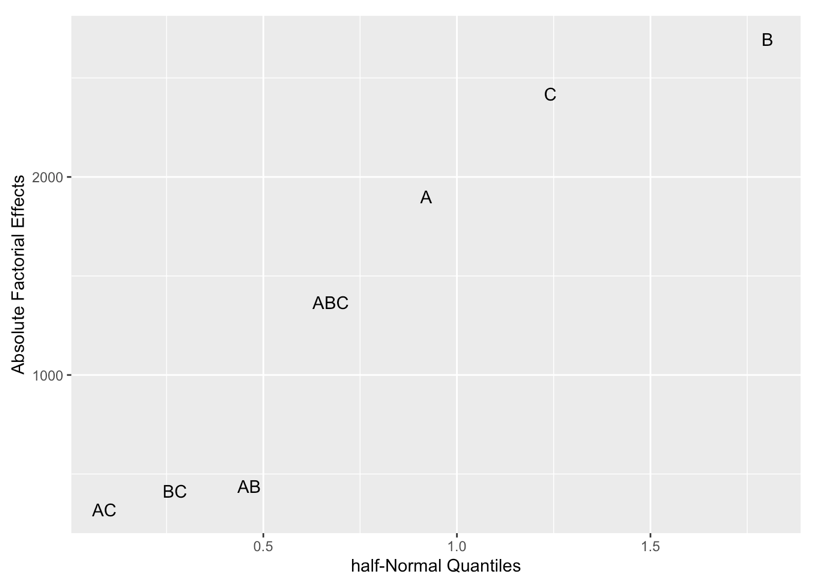 B
C
2000
A
Absolute Factorial Effects
ABC
1000
AB
BC
AC
0.5
1.0
1.5
half-Normal Quantiles